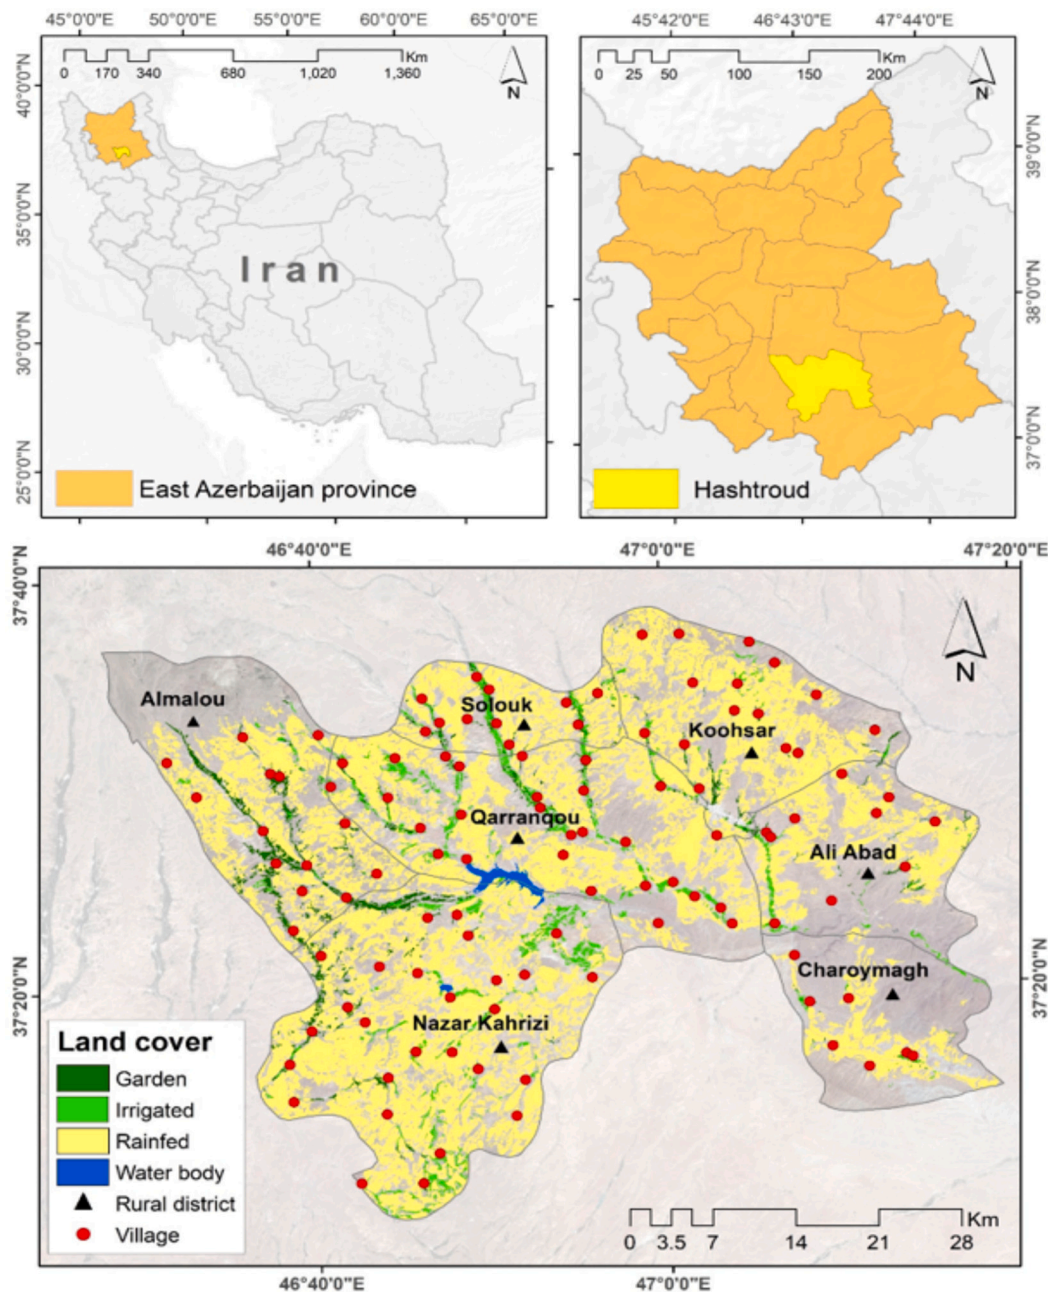 45°0'0"E 50°0'0"E 55°0'0"E 60°0'0"E 65°0'0"E
40°0'0"N
35°0'0"N
30°0'0"N
25°0'0"N
0 170 340 680 1,020 1,360 Km
N
Iran
East Azerbaijan province
45°42'0"E 46°43'0"E 47°44'0"E
0 25 50 100 150 200 Km
N
39°0'0"N
38°0'0"N
37°0'0"N
Hashtroud
46°40'0"E 47°0'0"E 47°20'0"E
37°40'0"N
37°20'0"N
N
Almalou
Solouk
Koohsar
Qarranqou
Ali Abad
Charoymagh
37°20'0"N
Nazar Kahrizi
Land cover
Garden
Irrigated
Rainfed
Water body
Rural district
Village
0 3.5 7 14 21 28 Km
46°40'0"E 47°0'0"E